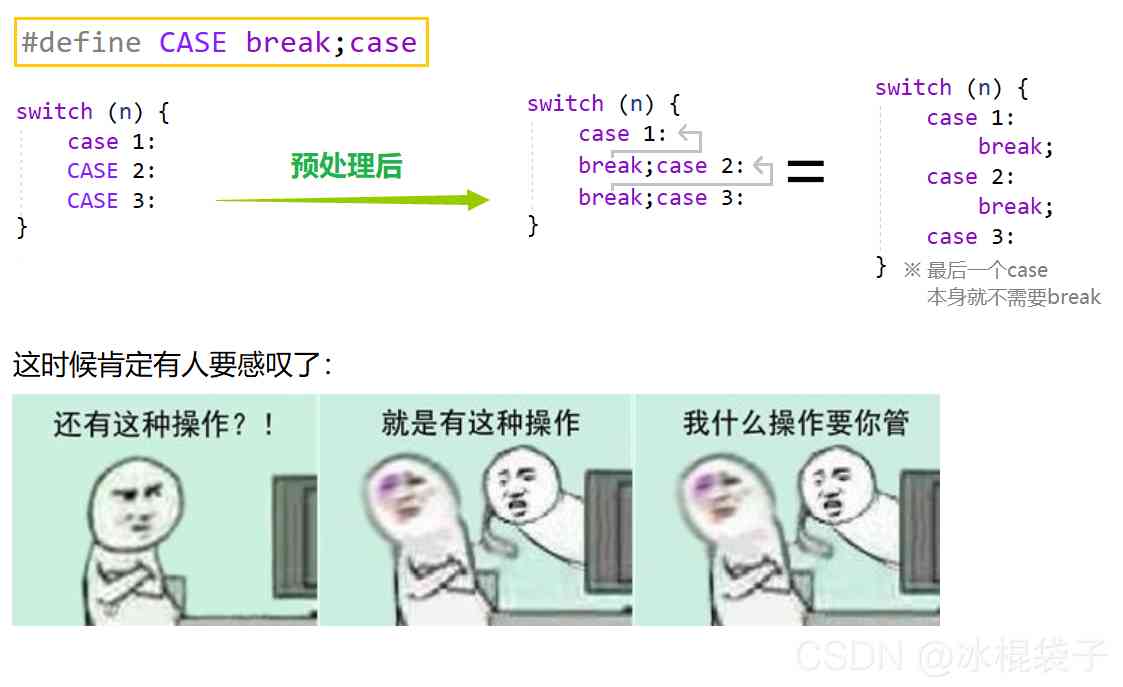 #define CASE break;case
switch (n) {
case 1:
CASE 2:
CASE 3:
}
预处理后
switch (n) {
case 1:
break;case 2:
break;case 3:
}
=
switch (n) {
case 1:
break;
case 2:
break;
case 3:
}
※ 最后一个case
本身就不需要break
这时候肯定有人要感叹了：
还有这种操作？！
就是有这种操作
我什么操作要你管
CSDN @冰棍袋子